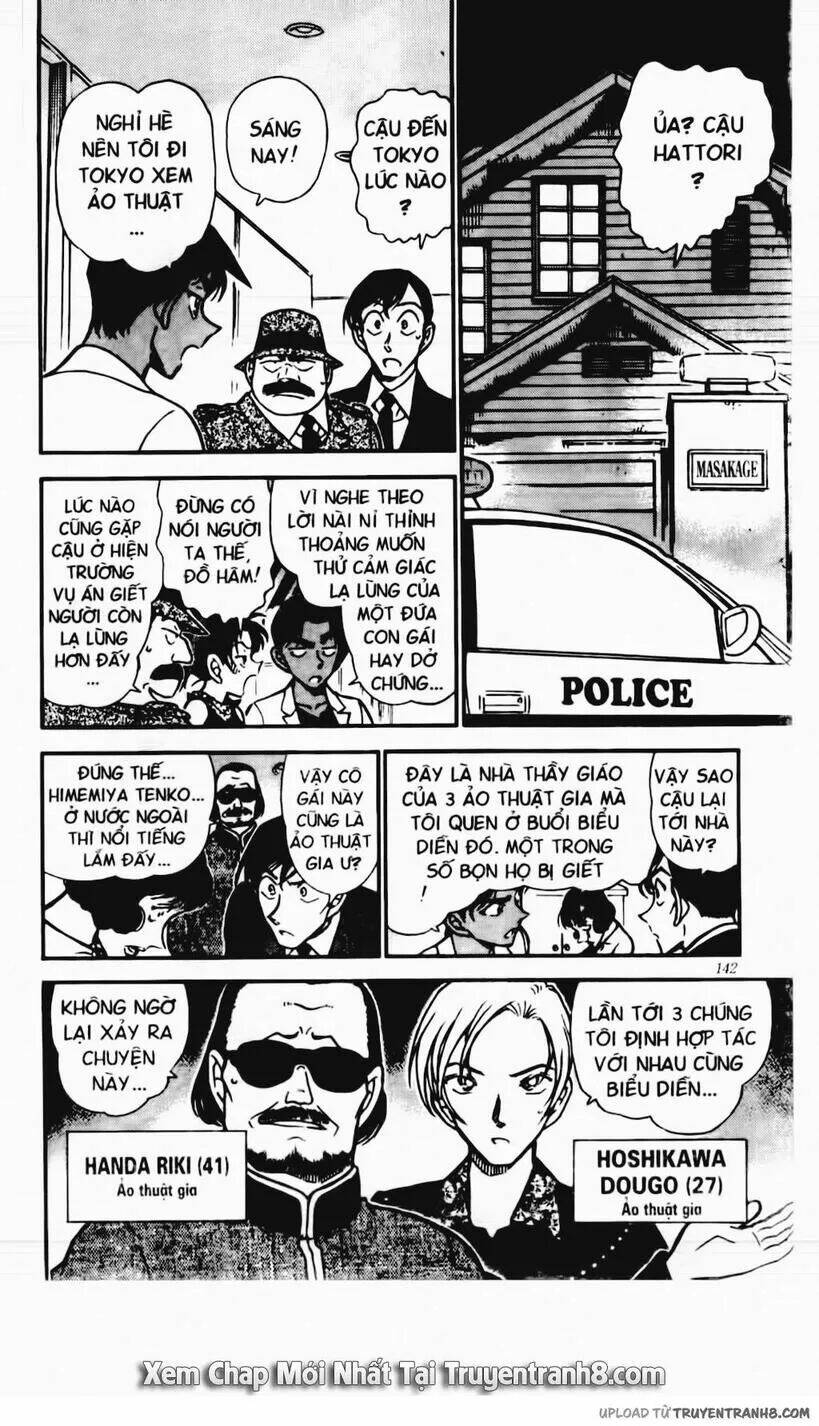 ỦA? CẬU
HATTORI
?
MASAKAGE
POLICE
CẬU ĐẾN
TOKYO
LÚC NÀO
?
SÁNG
NAY!
NGHỈ HÈ
NÊN TÔI ĐI
TOKYO XEM
ẢO THUẬT
...
VÌ NGHE THEO
LỜI NÀI NỈ THỈNH
THOẢNG MUỐN
THỬ CẢM GIÁC
LẠ LÙNG CỦA
MỘT ĐỨA
CON GÁI
HAY DỞ
CHỨNG...
ĐỪNG CÓ
NÓI NGƯỜI
TA THẾ,
ĐỒ HÂM!
LÚC NÀO
CŨNG GẶP
CẬU Ở HIỆN
TRƯỜNG
VỤ ÁN GIẾT
NGƯỜI CÒN
LẠ LÙNG
HƠN ĐẤY
...
VẬY SAO
CẬU LẠI
TỚI NHÀ
NÀY?
ĐÂY LÀ NHÀ THẦY GIÁO
CỦA 3 ẢO THUẬT GIA MÀ
TÔI QUEN Ở BUỔI BIỂU
DIỄN ĐÓ. MỘT TRONG
SỐ BỌN HỌ BỊ GIẾT
!
VẬY CÔ
GÁI NÀY
CŨNG LÀ
ẢO THUẬT
GIA Ư?
ĐÚNG THẾ...
HIMEMIYA TENKO...
Ở NƯỚC NGOÀI
THÌ NỔI TIẾNG
LẮM ĐẤY...
142
LẦN TỚI 3 CHÚNG
TÔI ĐỊNH HỢP TÁC
VỚI NHAU CÙNG
BIỂU DIỄN...
HOSHIKAWA
DOUGO (27)
Ảo thuật gia
KHÔNG NGỜ
LẠI XẢY RA
CHUYỆN
NÀY...
HANDA RIKI (41)
Ảo thuật gia
Xem Chap Mới Nhất Tại Truyentranh8.com
UPLOAD TỪ TRUYENTRANH8.COM